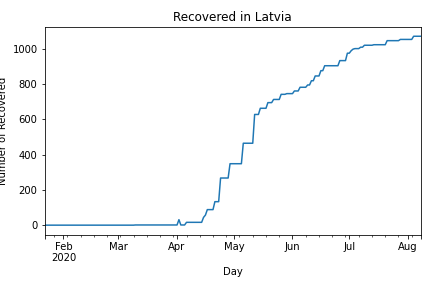 Recovered in Latvia
Number of Recovered
1000
800
600
400
200
0
Feb
2020
Mar
Apr
May
Jun
Jul
Aug
Day